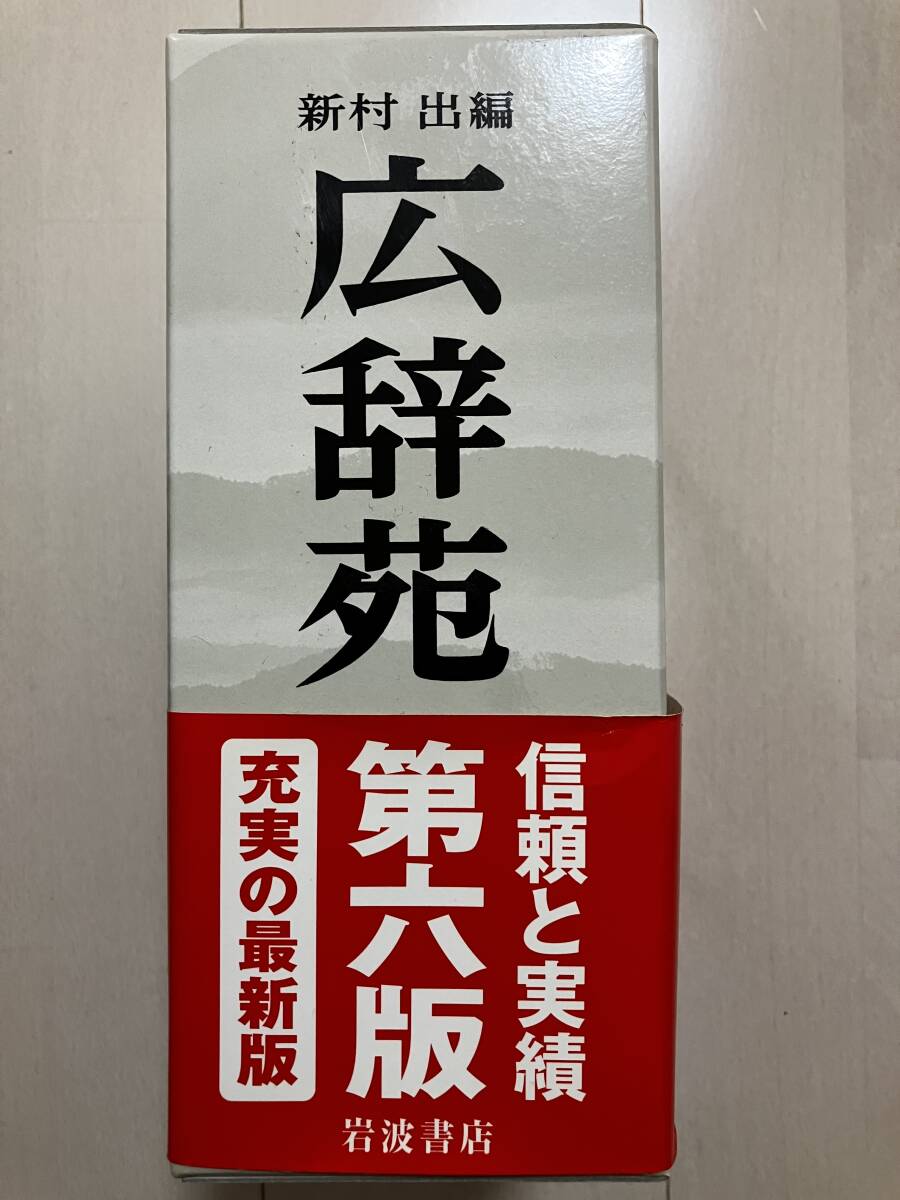 新村 出編
広辞苑
信頼と実績
第六版
充実の最新版
岩波書店